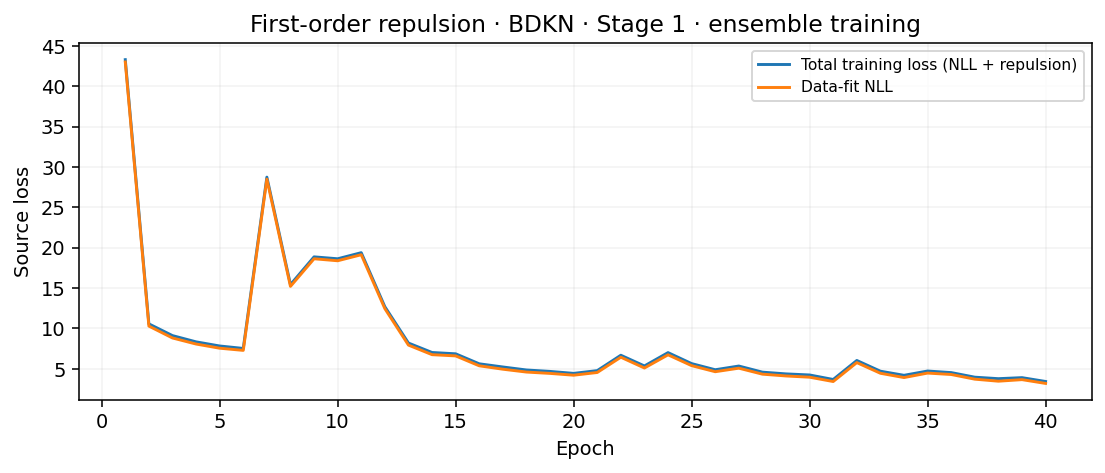 First-order repulsion · BDKN · Stage 1 · ensemble training
Total training loss (NLL + repulsion)
Data-fit NLL
Source loss
45
40
35
30
25
20
15
10
5
0 5 10 15 20 25 30 35 40
Epoch